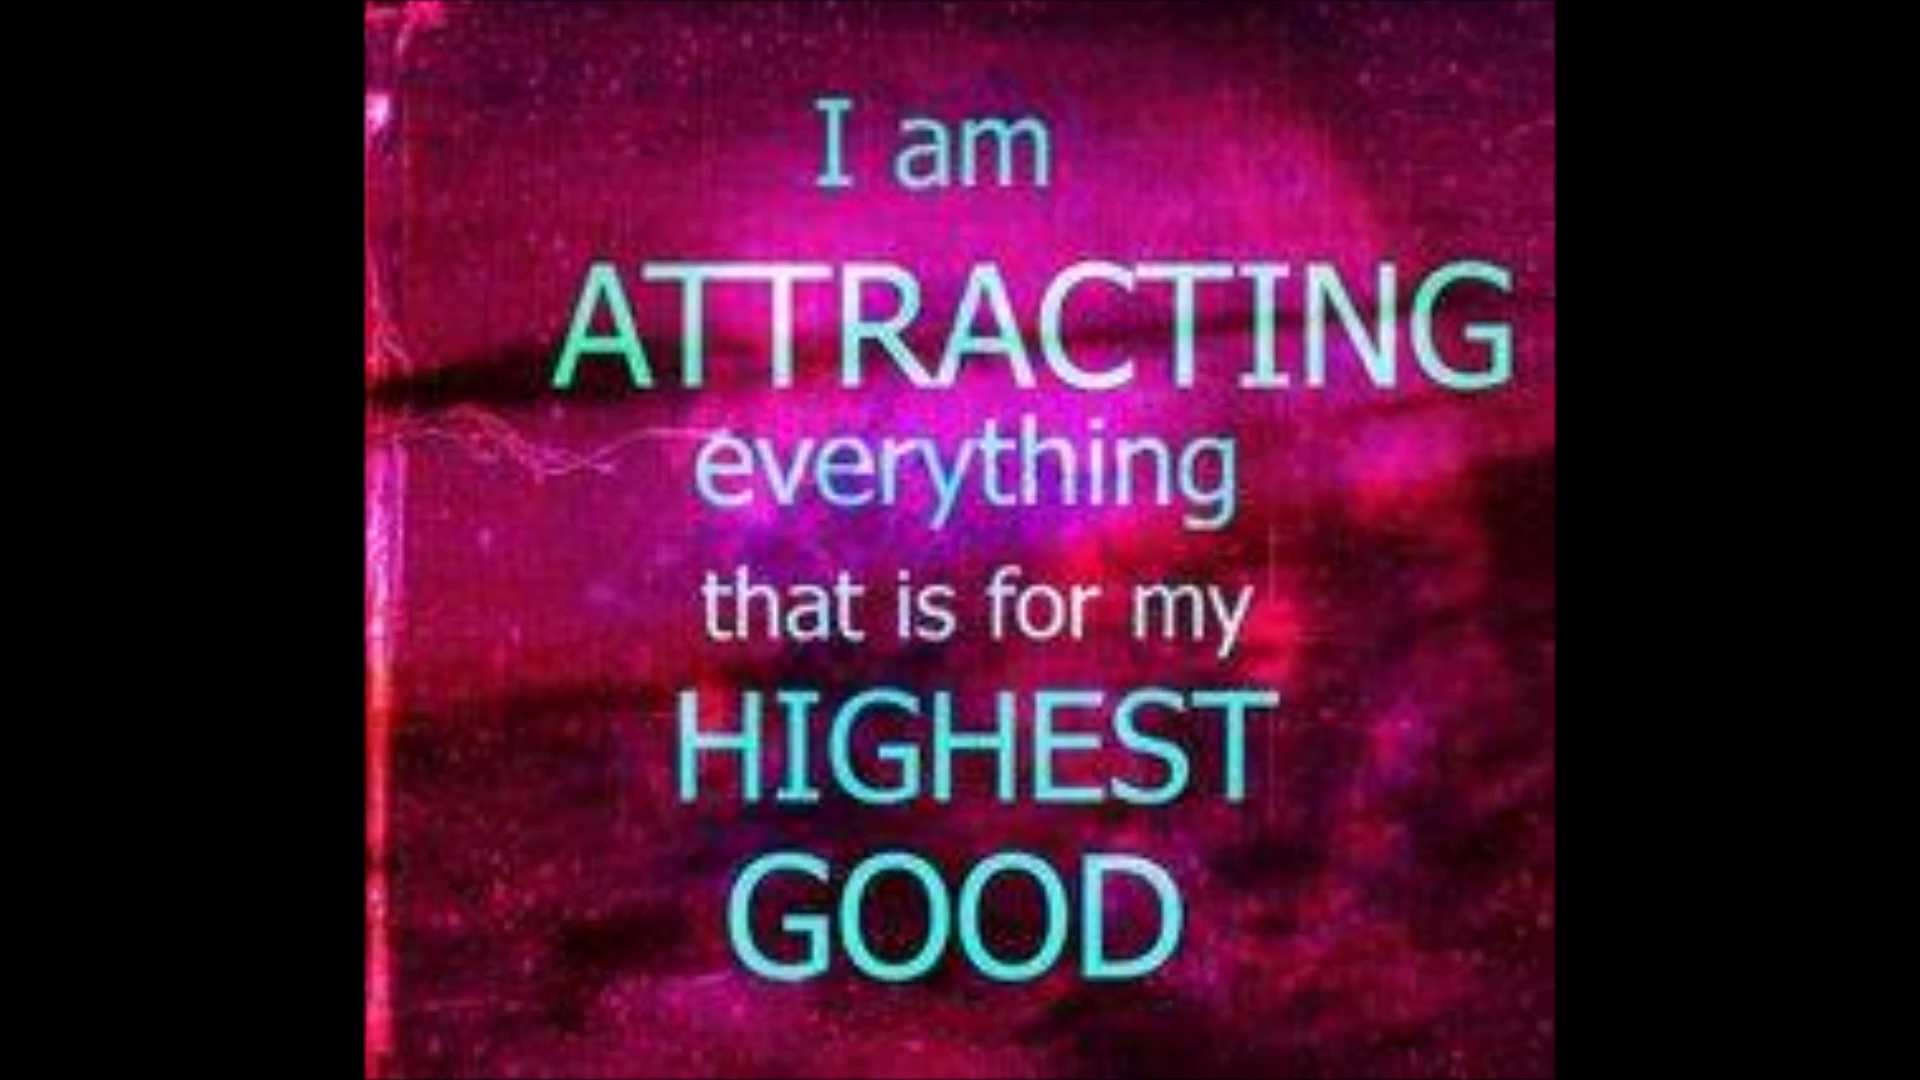 I am
ATTRACTING
everything
that is for my
HIGHEST
GOOD